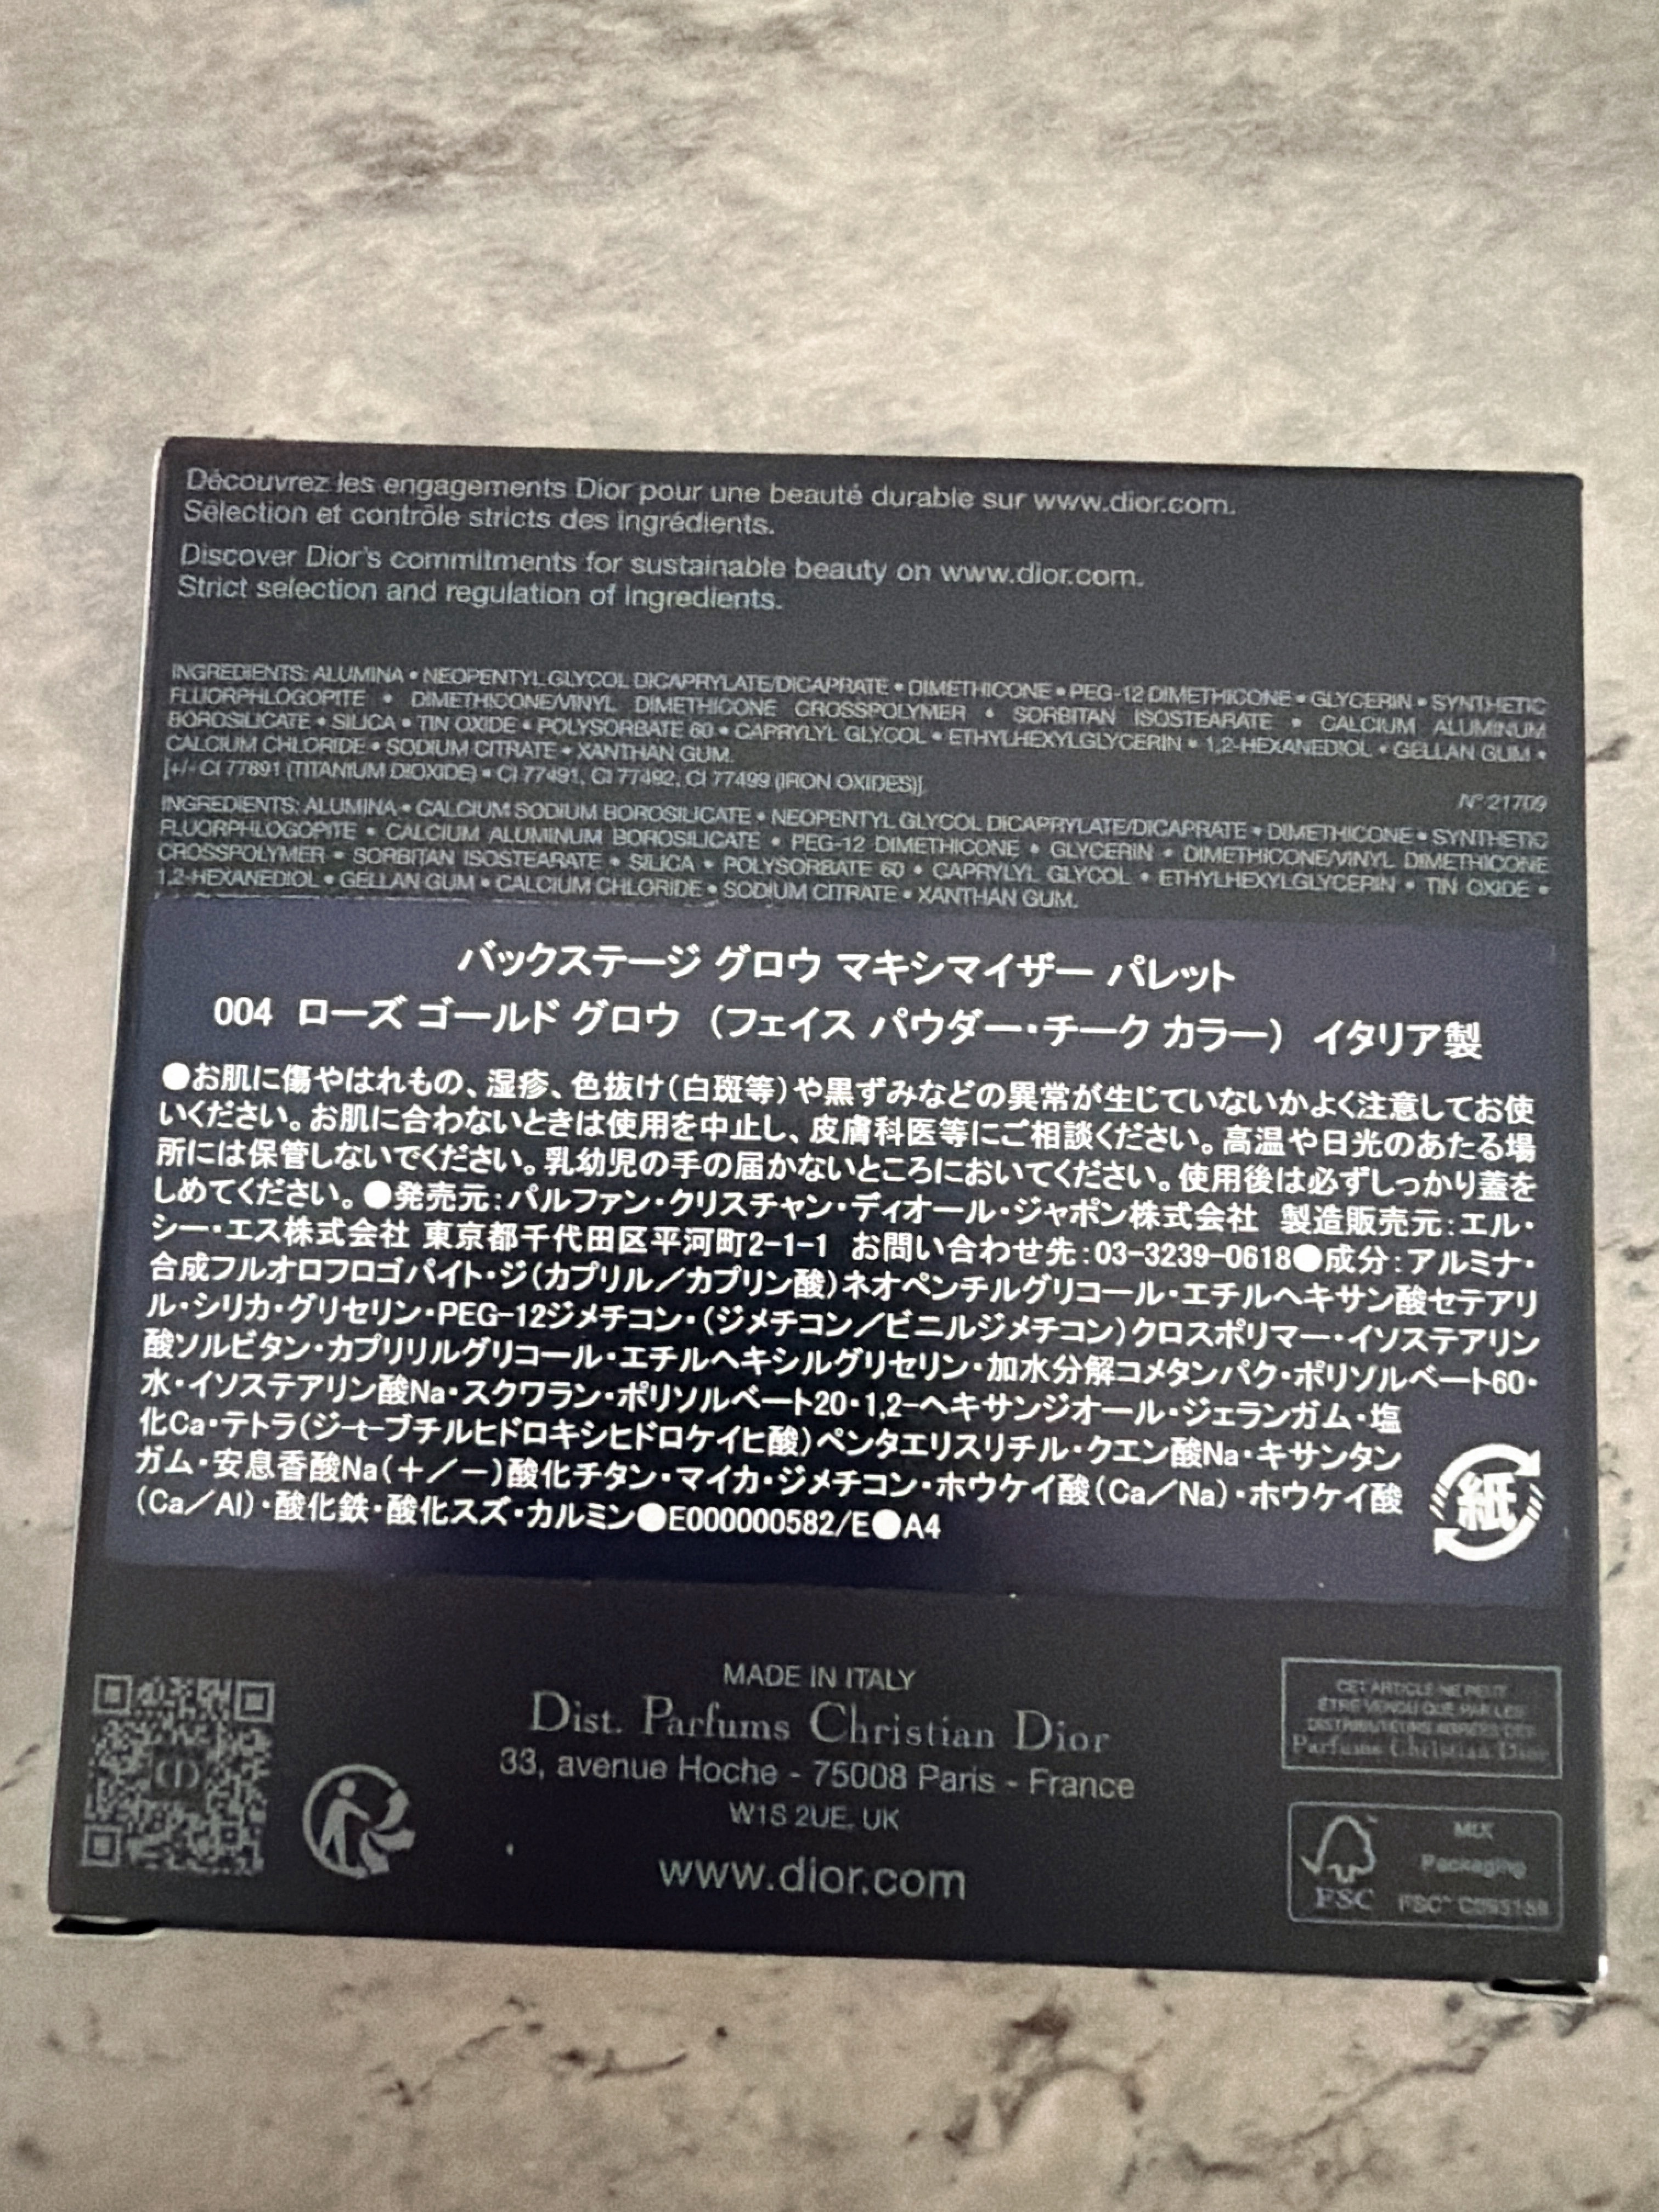 Découvrez les engagements Dior pour une beauté durable sur www.dior.com.
Sélection et contrôle stricts des ingrédients.
Discover Dior's commitments for sustainable beauty on www.dior.com.
Strict selection and regulation of ingredients.
INGREDIENTS: ALUMINA • NEOPENTYL GLYCOL DICAPRYLATE/DICAPRATE • DIMETHICONE • PEG-12 DIMETHICONE • GLYCERIN • SYNTHETIC
FLUORPHLOGOPITE • DIMETHICONE/VINYL DIMETHICONE CROSSPOLYMER • SORBITAN ISOSTEARATE • CALCIUM ALUMINUM
BOROSILICATE • SILICA • TIN OXIDE • POLYSORBATE 60 • CAPRYLYL GLYCOL • ETHYLHEXYLGLYCERIN • 1,2-HEXANEDIOL • GELLAN GUM •
CALCIUM CHLORIDE • SODIUM CITRATE • XANTHAN GUM.
[+/- CI 77891 (TITANIUM DIOXIDE) • CI 77491, CI 77492, CI 77499 (IRON OXIDES)]
N° 21709
INGREDIENTS: ALUMINA • CALCIUM SODIUM BOROSILICATE • NEOPENTYL GLYCOL DICAPRYLATE/DICAPRATE • DIMETHICONE • SYNTHETIC
FLUORPHLOGOPITE • CALCIUM ALUMINUM BOROSILICATE • PEG-12 DIMETHICONE • GLYCERIN • DIMETHICONE/VINYL DIMETHICONE
CROSSPOLYMER • SORBITAN ISOSTEARATE • SILICA • POLYSORBATE 60 • CAPRYLYL GLYCOL • ETHYLHEXYLGLYCERIN • TIN OXIDE •
1,2-HEXANEDIOL • GELLAN GUM • CALCIUM CHLORIDE • SODIUM CITRATE • XANTHAN GUM.
バックステージ グロウ マキシマイザー パレット
004 ローズ ゴールド グロウ （フェイス パウダー・チーク カラー） イタリア製
●お肌に傷やはれもの、湿疹、色抜け（白斑等）や黒ずみなどの異常が生じていないかよく注意してお使
いください。お肌に合わないときは使用を中止し、皮膚科医等にご相談ください。高温や日光のあたる場
所には保管しないでください。乳幼児の手の届かないところにおいてください。使用後は必ずしっかり蓋を
しめてください。●発売元：パルファン・クリスチャン・ディオール・ジャポン株式会社 製造販売元：エル・
シー・エス株式会社 東京都千代田区平河町2-1-1 お問い合わせ先：03-3239-0618●成分：アルミナ・
合成フルオロフロゴパイト・ジ（カプリル／カプリン酸）ネオペンチルグリコール・エチルヘキサン酸セテアリ
ル・シリカ・グリセリン・PEG-12ジメチコン・（ジメチコン／ビニルジメチコン）クロスポリマー・イソステアリン
酸ソルビタン・カプリリルグリコール・エチルヘキシルグリセリン・加水分解コメタンパク・ポリソルベート60・
水・イソステアリン酸Na・スクワラン・ポリソルベート20・1,2-ヘキサンジオール・ジェランガム・塩
化Ca・テトラ（ジ-t-ブチルヒドロキシヒドロケイヒ酸）ペンタエリスリチル・クエン酸Na・キサンタン
ガム・安息香酸Na（＋／－）酸化チタン・マイカ・ジメチコン・ホウケイ酸（Ca／Na）・ホウケイ酸
（Ca／Al）・酸化鉄・酸化スズ・カルミン●E000000582/E●A4
紙
MADE IN ITALY
Dist. Parfums Christian Dior
33, avenue Hoche - 75008 Paris - France
W1S 2UE. UK
www.dior.com
CET ARTICLE NE PEUT
ÊTRE VENDU QUE PAR LES
DISTRIBUTEURS AGRÉÉS DES
Parfums Christian Dior
FSC
MIX
Packaging